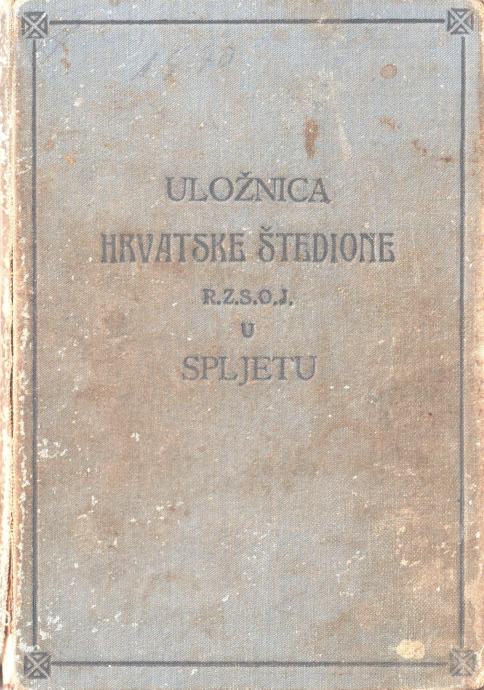 ULOŽNICA
HRVATSKE ŠTEDIONE
R.Z.S.O.J.
U
SPLJETU